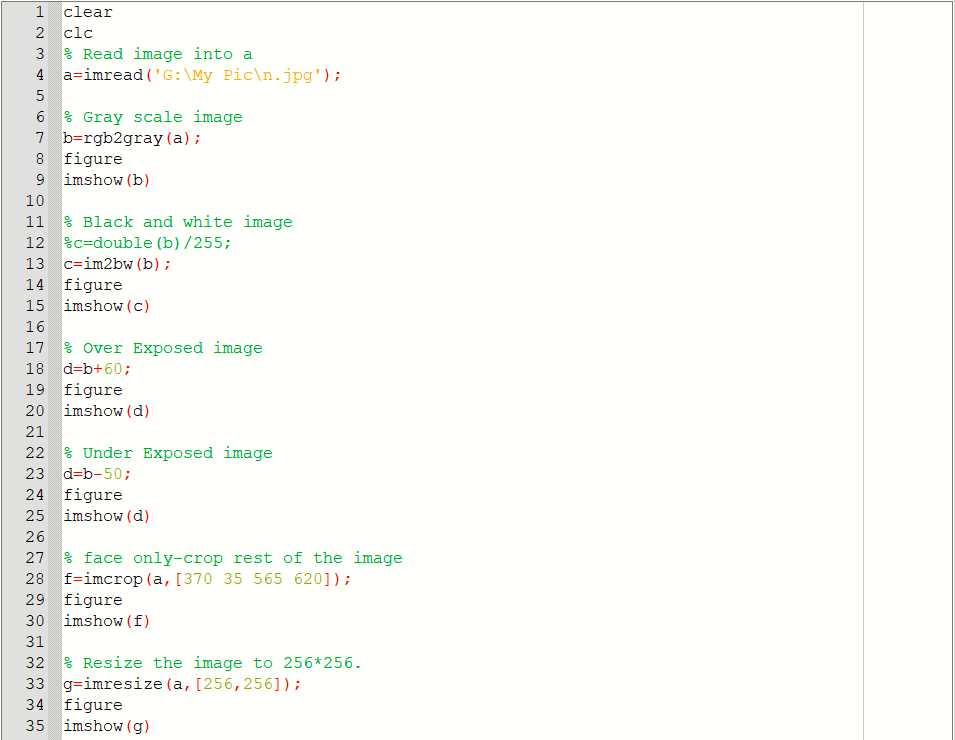 1 clear
2 clc
3 % Read image into a
4 a=imread('G:\My Pic\n.jpg');
5
6 % Gray scale image
7 b=rgb2gray(a);
8 figure
9 imshow(b)
10
11 % Black and white image
12 %c=double(b)/255;
13 c=im2bw(b);
14 figure
15 imshow(c)
16
17 % Over Exposed image
18 d=b+60;
19 figure
20 imshow(d)
21
22 % Under Exposed image
23 d=b-50;
24 figure
25 imshow(d)
26
27 % face only-crop rest of the image
28 f=imcrop(a,[370 35 565 620]);
29 figure
30 imshow(f)
31
32 % Resize the image to 256*256.
33 g=imresize(a,[256,256]);
34 figure
35 imshow(g)